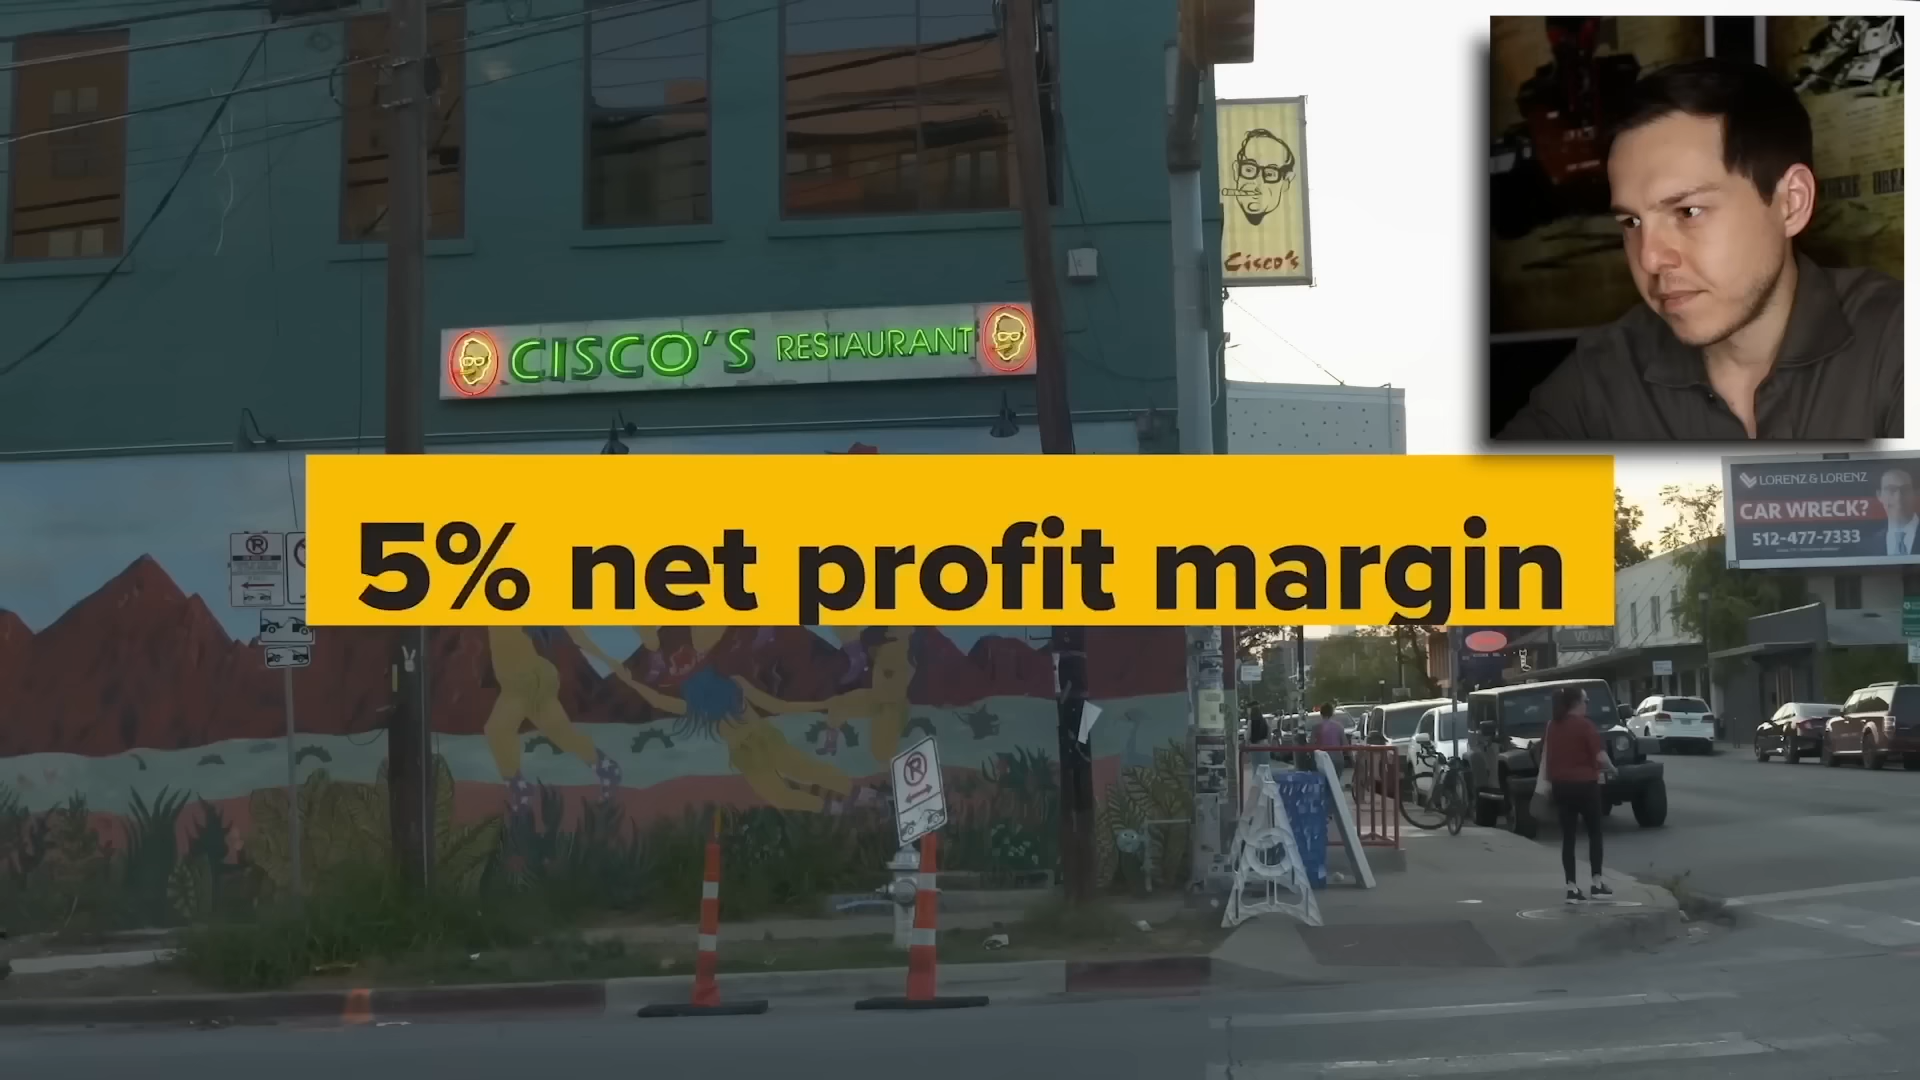 Cisco's
CISCO'S RESTAURANT
LORENZ & LORENZ
CAR WRECK?
512-477-7333
5% net profit margin